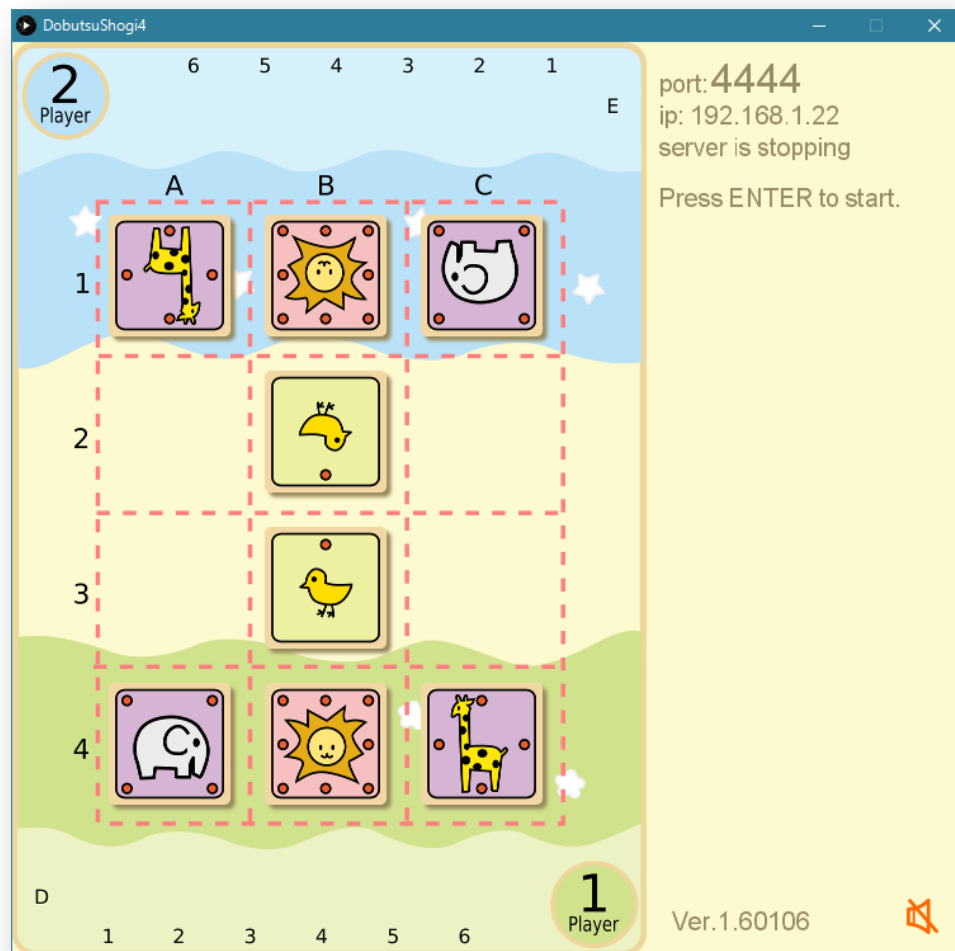 DobutsuShogi4
2
Player
6 5 4 3 2 1
E
port:4444
ip: 192.168.1.22
server is stopping
Press ENTER to start.
A B C
1
2
3
4
D
1 2 3 4 5 6
1
Player
Ver.1.60106